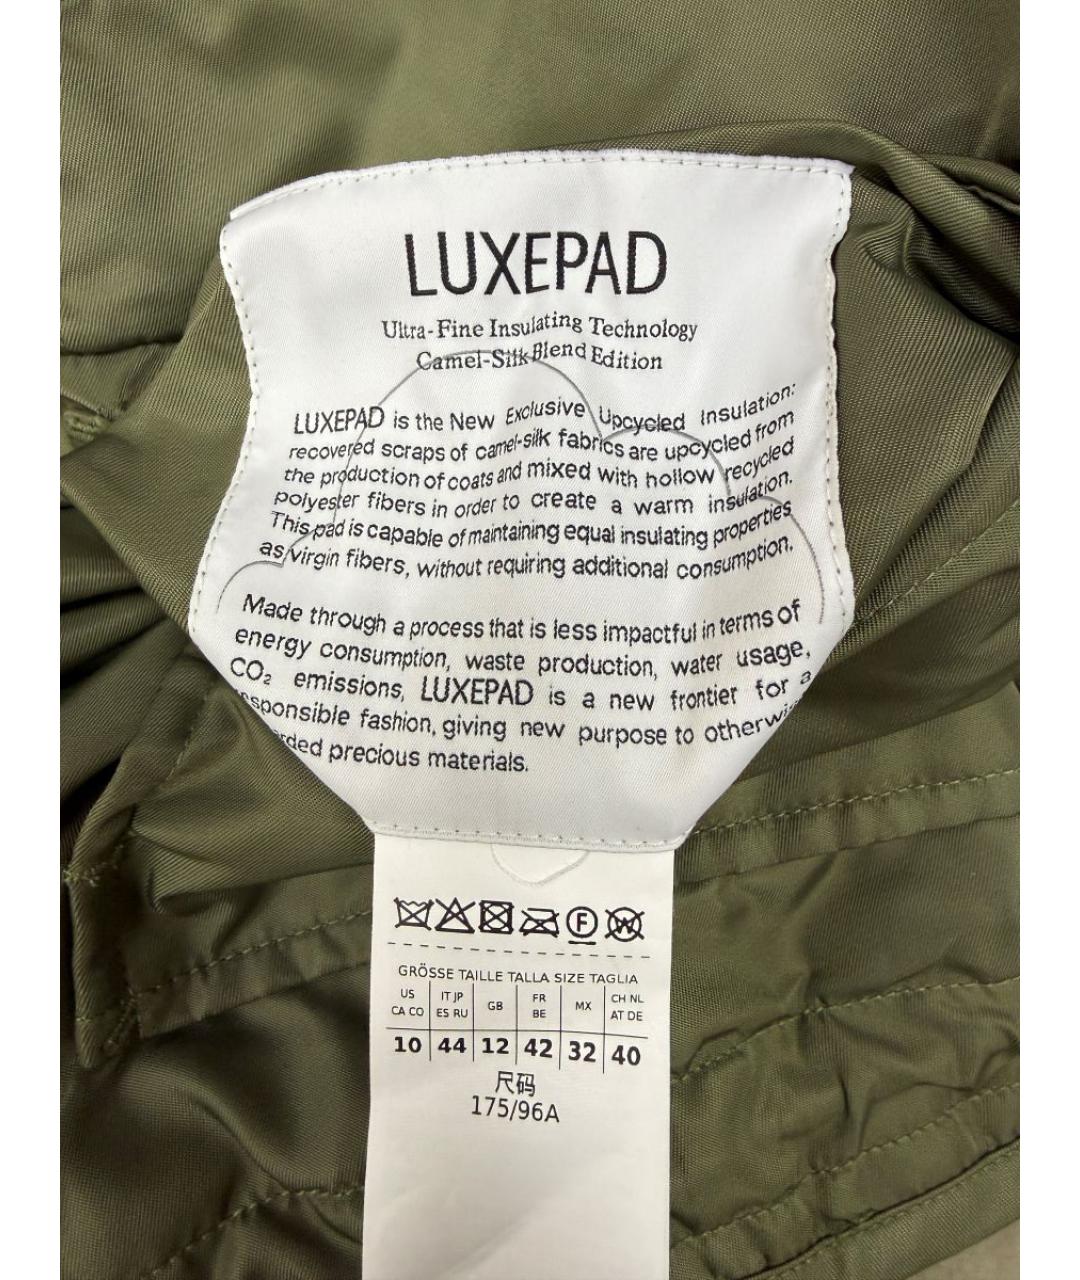 LUXEPAD
Ultra-Fine Insulating Technology
Camel-Silk Blend Edition
LUXEPAD is the New Exclusive Upcycled Insulation:
recovered scraps of camel-silk fabrics are upcycled from
the production of coats and mixed with hollow recycled
polyester fibers in order to create a warm insulation.
This pad is capable of maintaining equal insulating properties
as virgin fibers, without requiring additional consumption.
Made through a process that is less impactful in terms of
energy consumption, waste production, water usage,
CO₂ emissions, LUXEPAD is a new frontier for a
sponsible fashion, giving new purpose to otherwi
rded precious materials.
F W
GRÖSSE TAILLE TALLA SIZE TAGLIA
US CA CO IT JP ES RU GB FR BE MX CH NL AT DE
10 44 12 42 32 40
尺码
175/96A